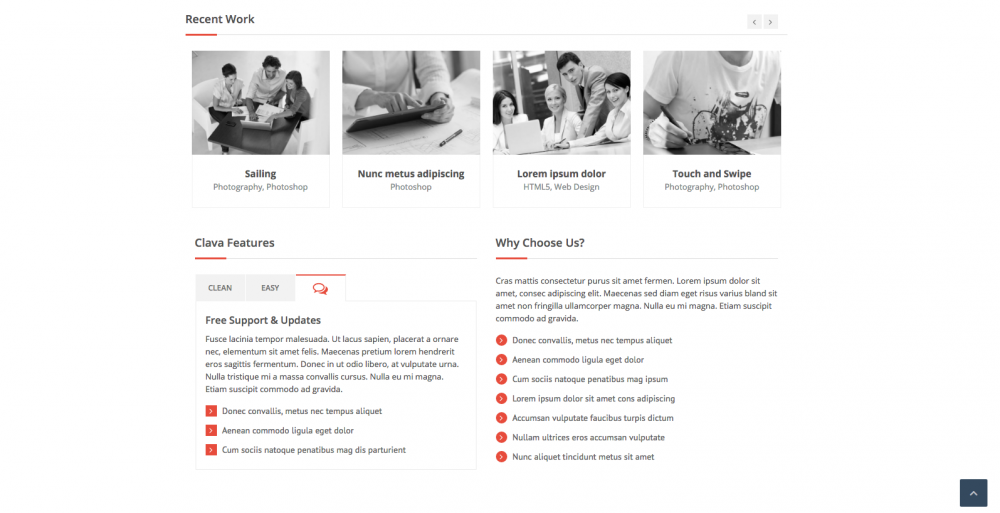 Recent Work
Sailing
Photography, Photoshop
Nunc metus adipiscing
Photoshop
Lorem ipsum dolor
HTML5, Web Design
Touch and Swipe
Photography, Photoshop
Clava Features
CLEAN
EASY
Free Support & Updates
Fusce lacinia tempor malesuada. Ut lacus sapien, placerat a ornare
nec, elementum sit amet felis. Maecenas pretium lorem hendrerit
eros sagittis fermentum. Donec in ut odio libero, at vulputate urna.
Nulla tristique mi a massa convallis cursus. Nulla eu mi magna.
Etiam suscipit commodo ad gravida.
Donec convallis, metus nec tempus aliquet
Aenean commodo ligula eget dolor
Cum sociis natoque penatibus mag dis parturient
Why Choose Us?
Cras mattis consectetur purus sit amet fermen. Lorem ipsum dolor sit
amet, consec adipiscing elit. Maecenas sed diam eget risus varius bland sit
amet non fringilla ullamcorper magna. Nulla eu mi magna. Etiam suscipit
commodo ad gravida.
Donec convallis, metus nec tempus aliquet
Aenean commodo ligula eget dolor
Cum sociis natoque penatibus mag ipsum
Lorem ipsum dolor sit amet cons adipiscing
Accumsan vulputate faucibus turpis dictum
Nullam ultrices eros accumsan vulputate
Nunc aliquet tincidunt metus sit amet